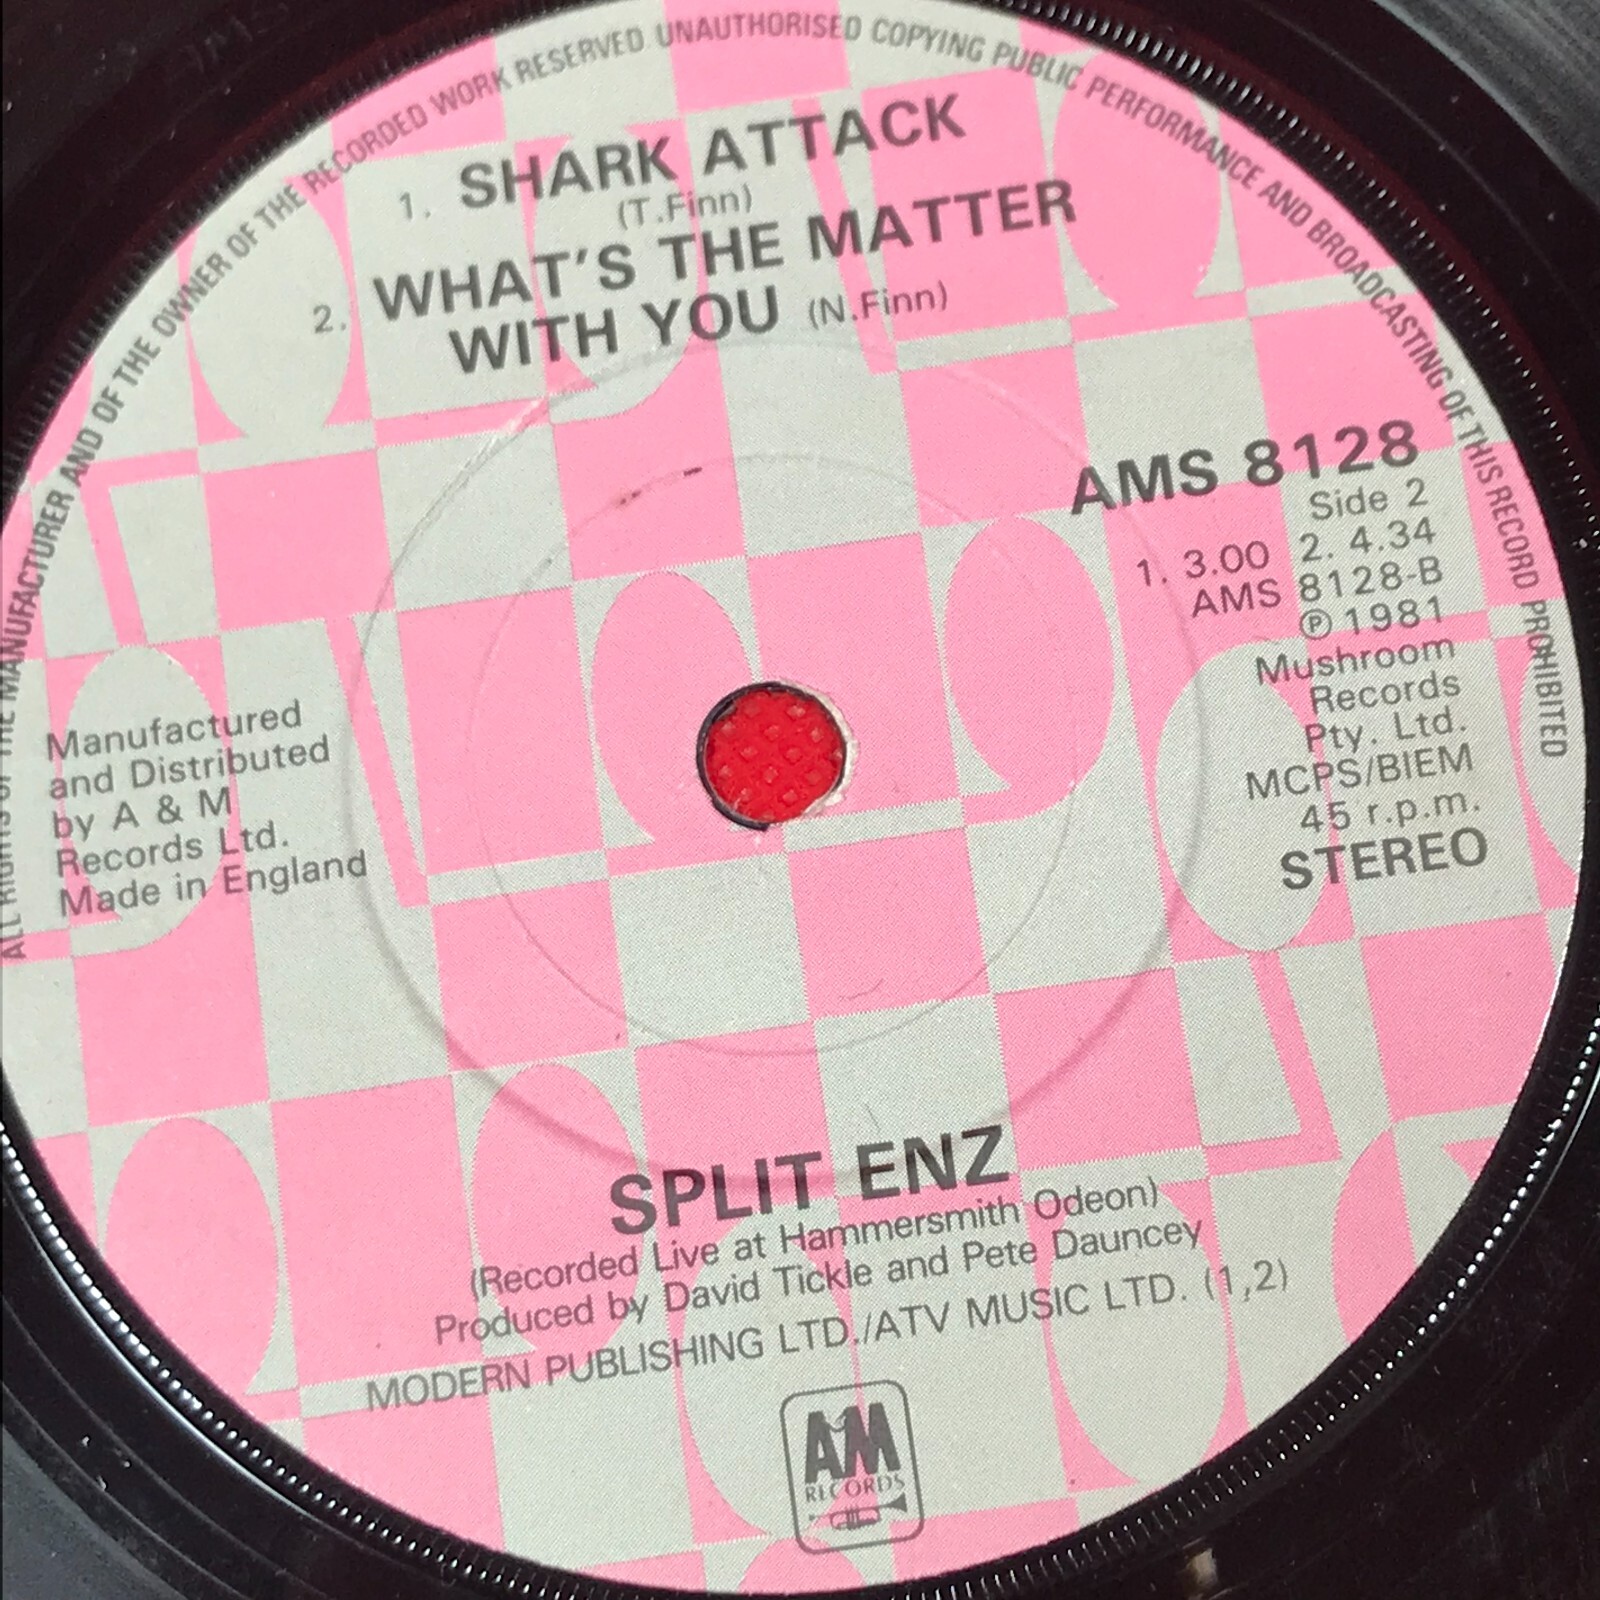 ALL RIGHTS OF THE MANUFACTURER AND OF THE OWNER OF THE RECORDED WORK RESERVED UNAUTHORISED COPYING PUBLIC PERFORMANCE AND BROADCASTING OF THIS RECORD PROHIBITED
1. SHARK ATTACK
(T.Finn)
2. WHAT'S THE MATTER
WITH YOU (N.Finn)
AMS 8128
Side 2
1. 3.00 2. 4.34
AMS 8128-B
Ⓟ 1981
Mushroom
Records
Pty. Ltd.
MCPS/BIEM
45 r.p.m.
STEREO
Manufactured
and Distributed
by A & M
Records Ltd.
Made in England
SPLIT ENZ
(Recorded Live at Hammersmith Odeon)
Produced by David Tickle and Pete Dauncey
MODERN PUBLISHING LTD./ATV MUSIC LTD. (1,2)
A&M
RECORDS